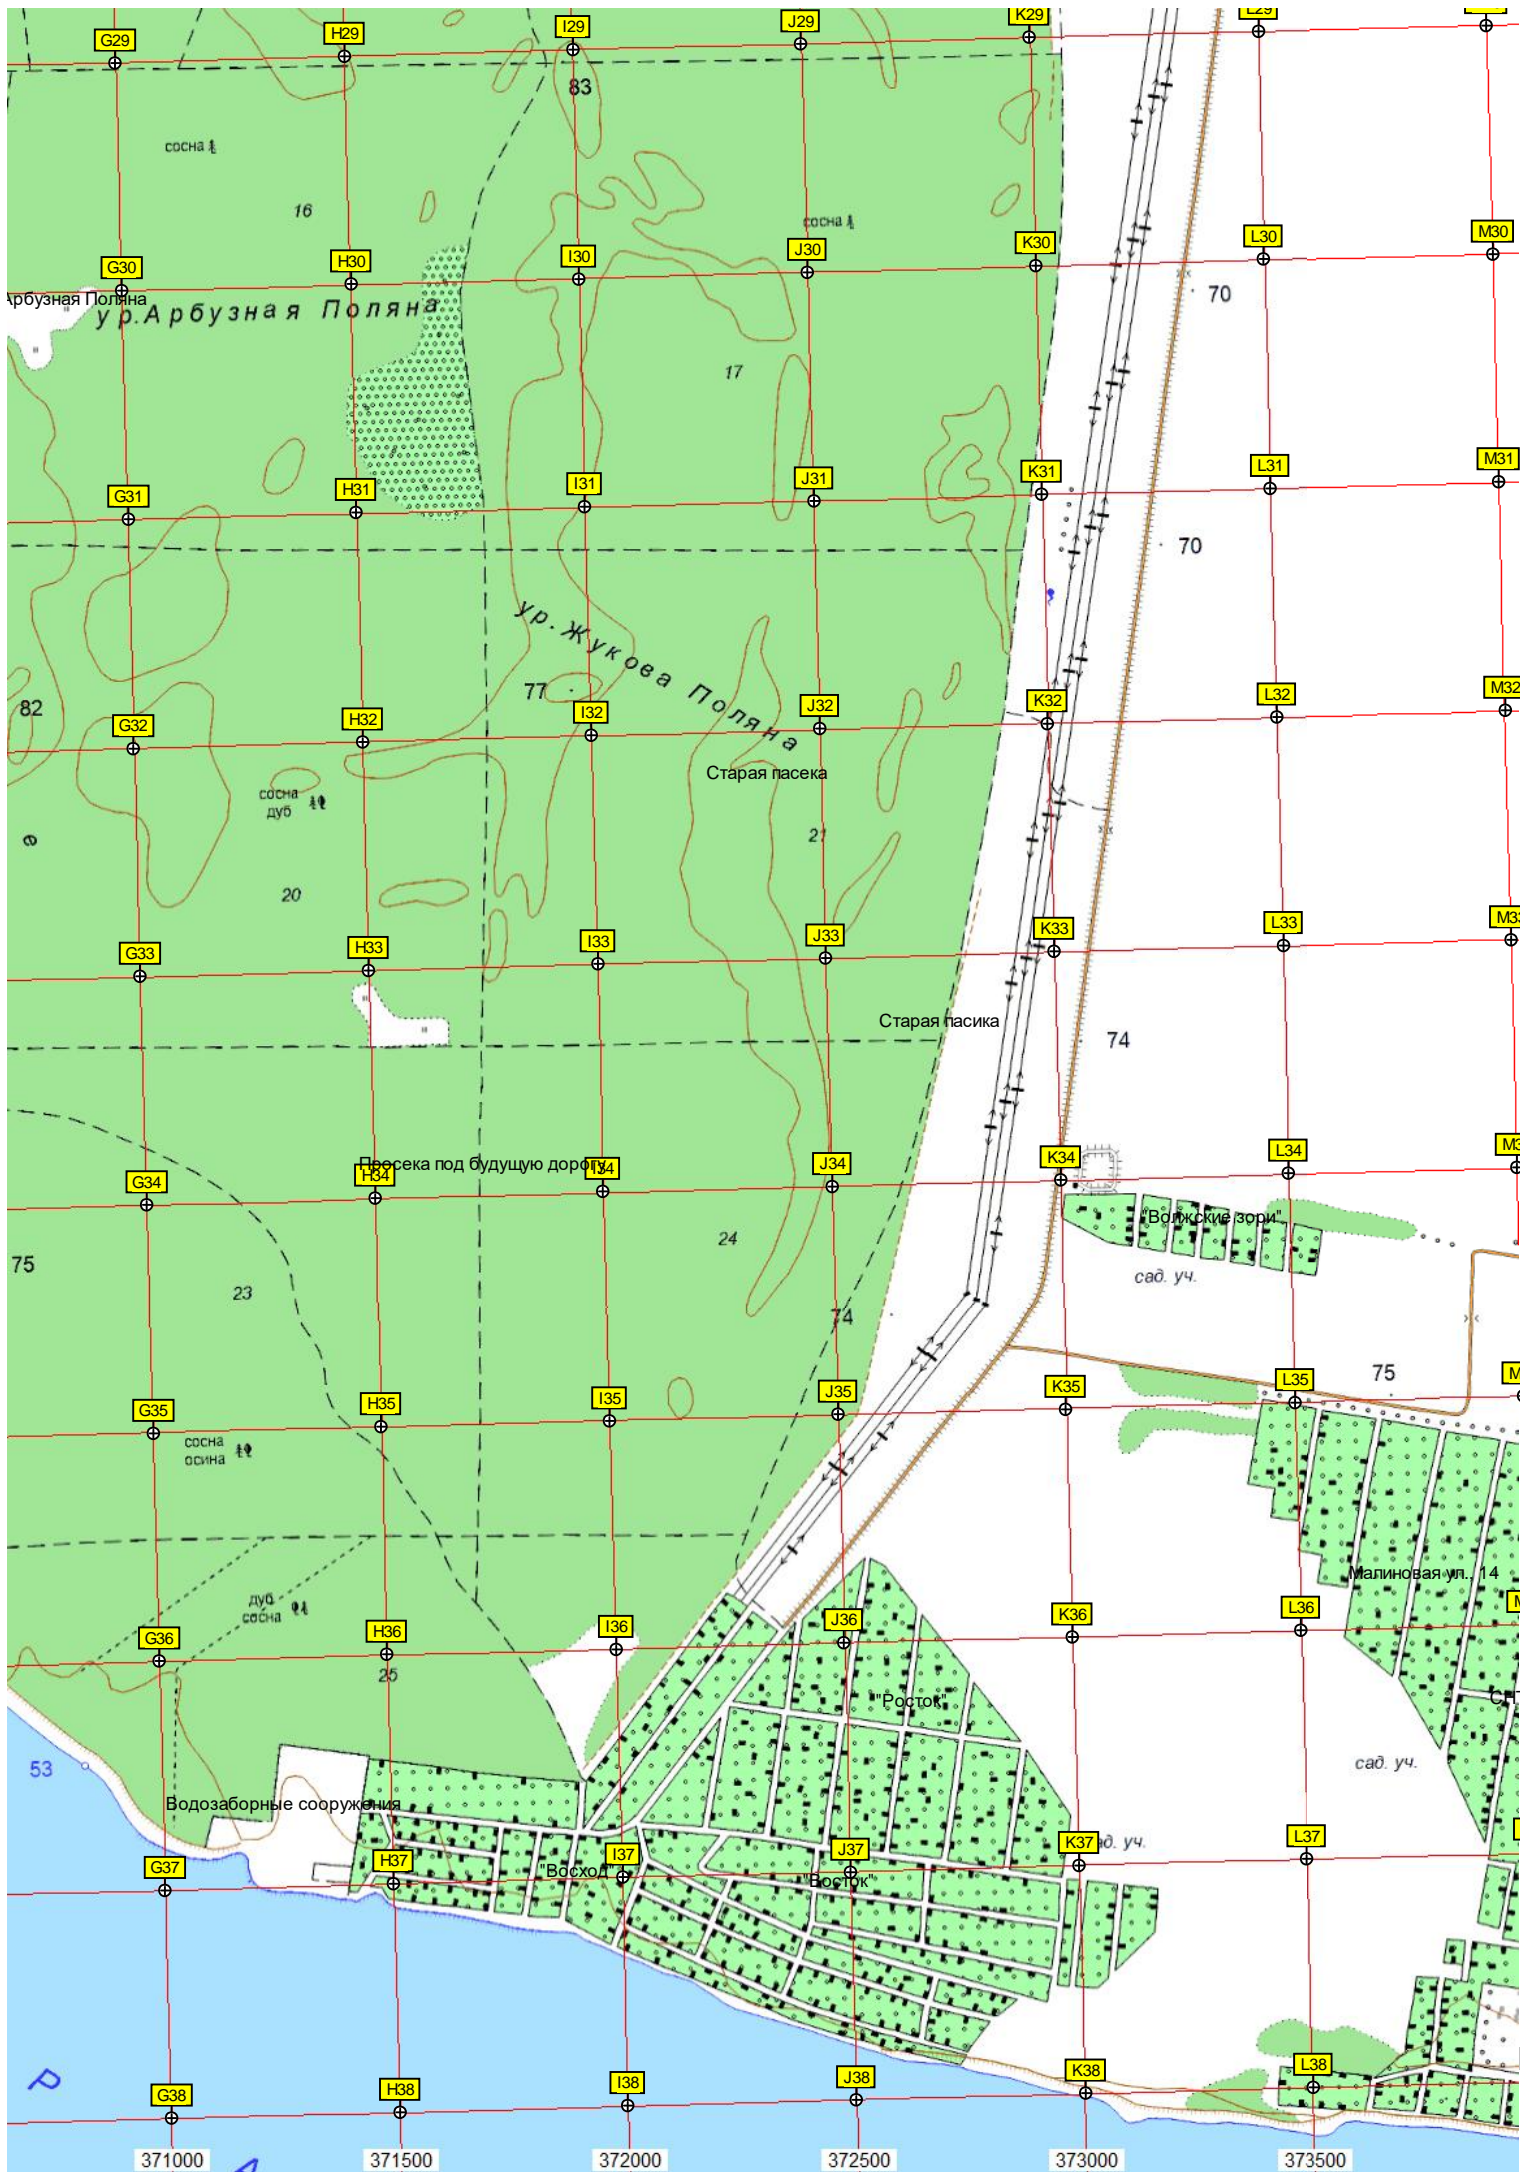 G29
H29
I29
J29
K29
L29
83
сосна
16
сосна
G30
H30
I30
J30
K30
L30
M30
Арбузная Поляна
ур.Арбузная Поляна
70
17
G31
H31
I31
J31
K31
L31
M31
70
ур.Жукова Поляна
77
82
G32
H32
I32
J32
K32
L32
M32
Старая пасека
сосна
дуб
21
е
20
G33
H33
I33
J33
K33
L33
M33
Старая пасика
74
Просека под будущую дорогу
G34
H34
I34
J34
K34
L34
"Волжские зори"
24
75
23
сад. уч.
74
75
G35
H35
I35
J35
K35
L35
сосна
осина
Малиновая ул., 14
дуб
сосна
G36
H36
I36
J36
K36
L36
25
"Росток"
53
сад. уч.
Водозаборные сооружения
G37
H37
I37
J37
K37
L37
"Восход"
"Восток"
Р
G38
H38
I38
J38
K38
L38
371000
371500
372000
372500
373000
373500